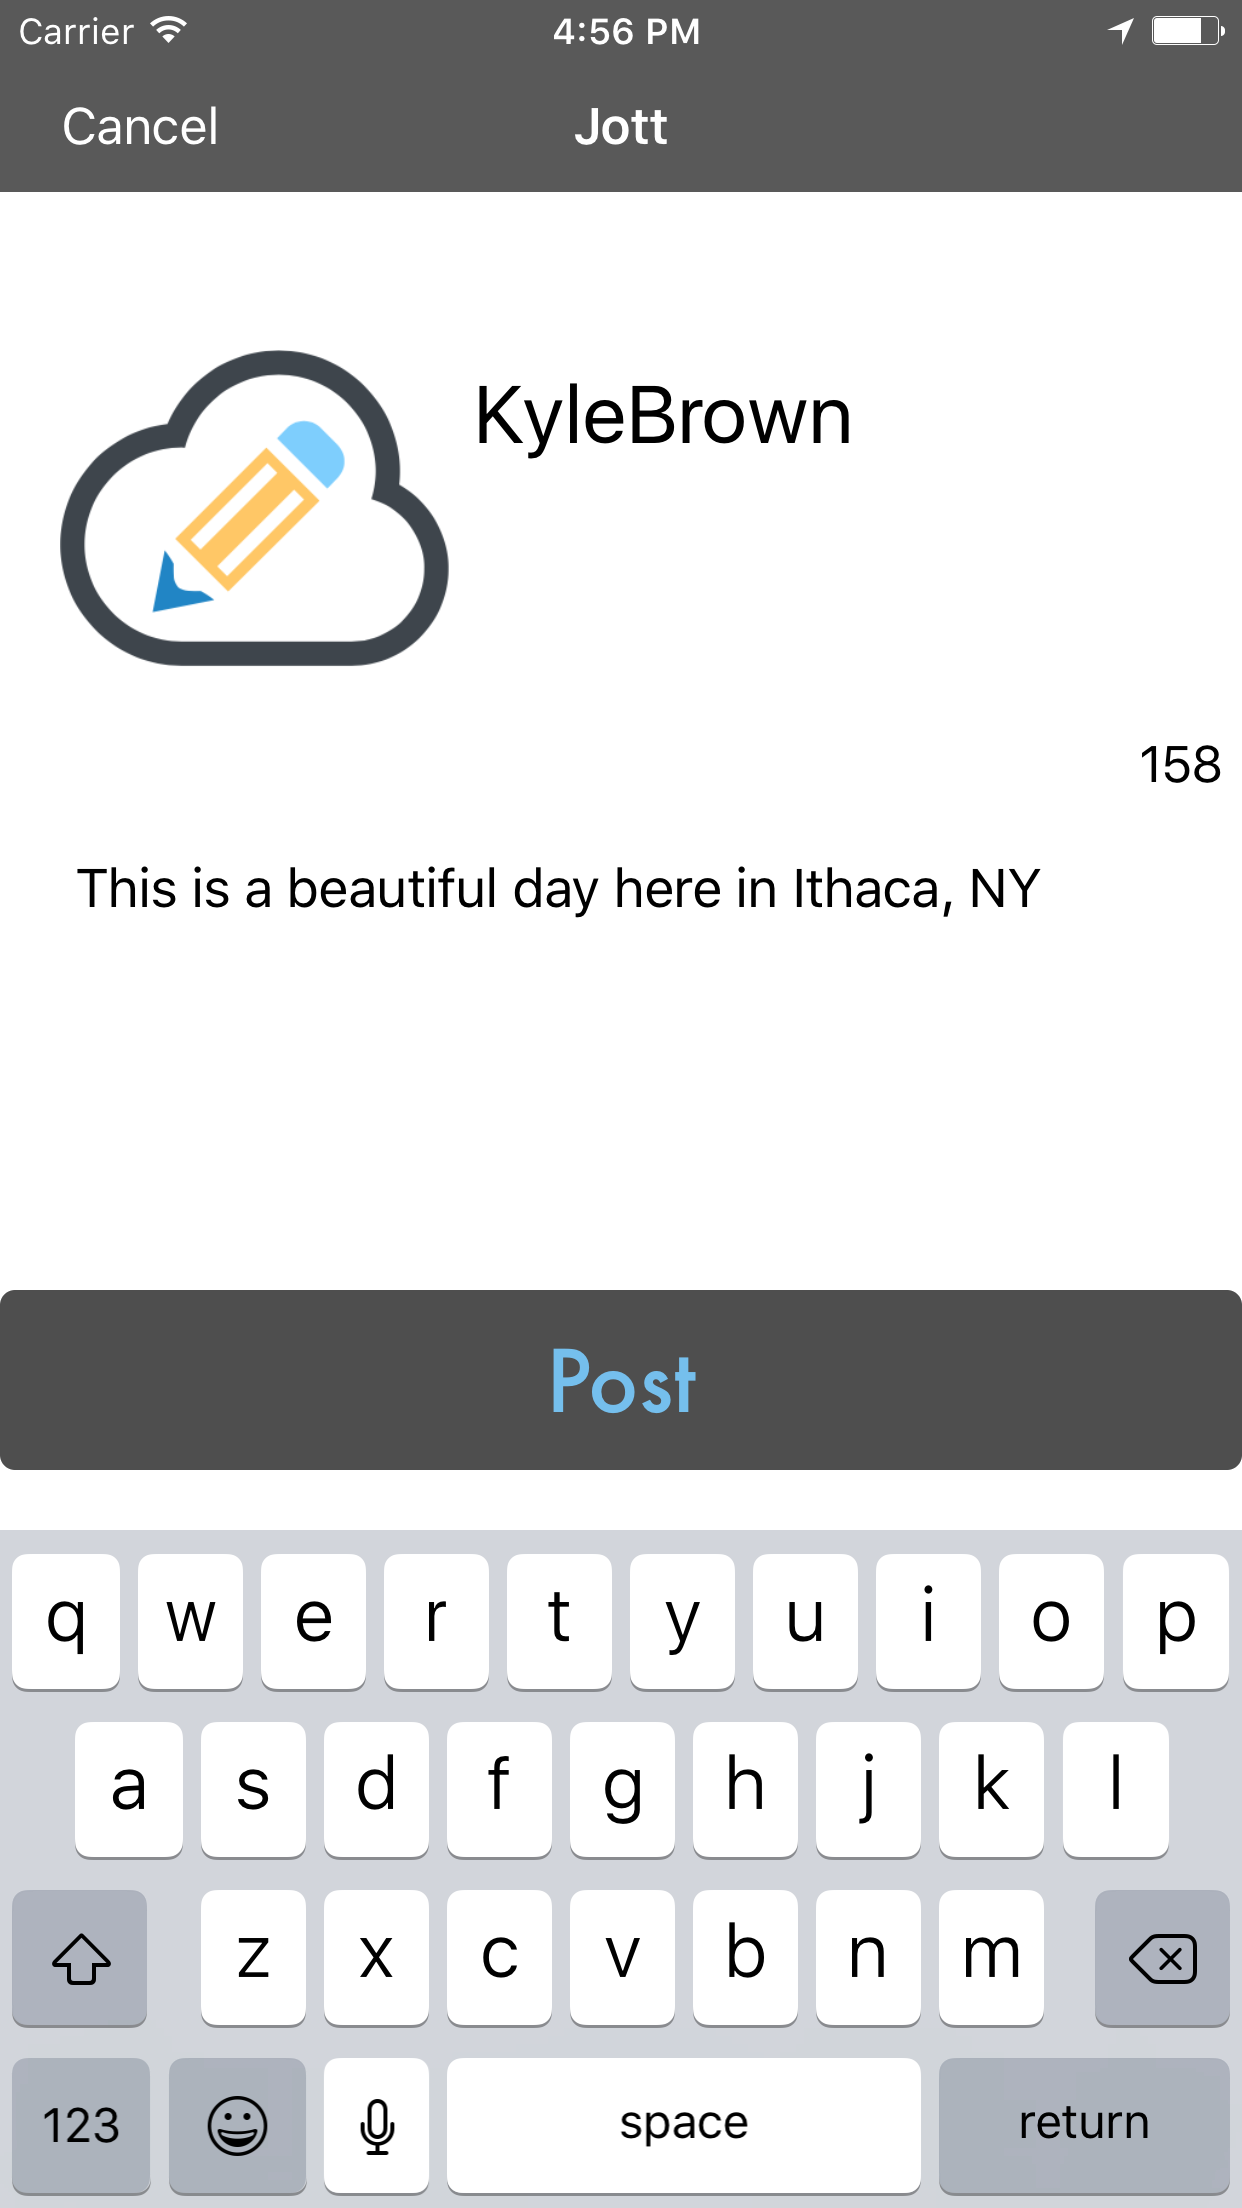 Carrier 4:56 PM
Cancel Jott
KyleBrown
158
This is a beautiful day here in Ithaca, NY
Post
q w e r t y u i o p
a s d f g h j k l
z x c v b n m
123 space return